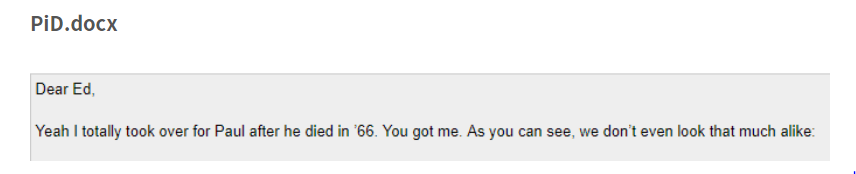 PiD.docx
Dear Ed,
Yeah I totally took over for Paul after he died in ’66. You got me. As you can see, we don’t even look that much alike: